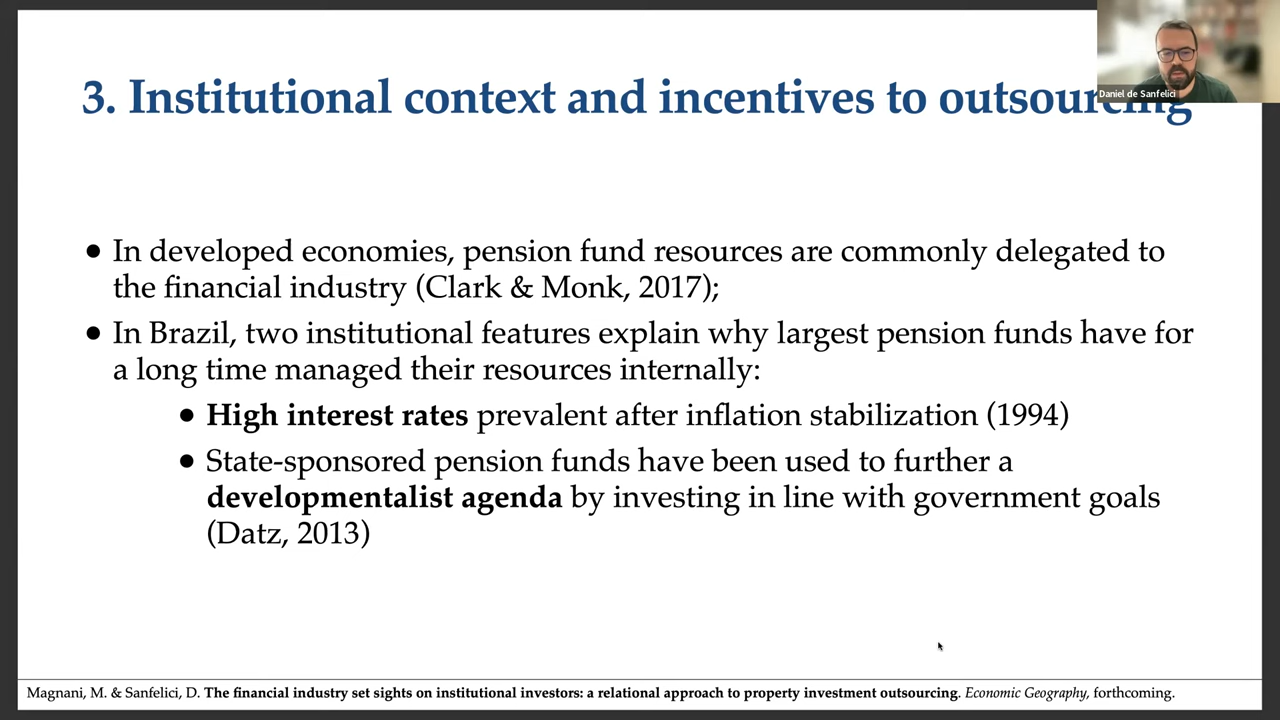 3. Institutional context and incentives to outsourcing
Daniel de Sanfelici
● In developed economies, pension fund resources are commonly delegated to
the financial industry (Clark & Monk, 2017);
● In Brazil, two institutional features explain why largest pension funds have for
a long time managed their resources internally:
● High interest rates prevalent after inflation stabilization (1994)
● State-sponsored pension funds have been used to further a
developmentalist agenda by investing in line with government goals
(Datz, 2013)
Magnani, M. & Sanfelici, D. The financial industry set sights on institutional investors: a relational approach to property investment outsourcing. Economic Geography, forthcoming.